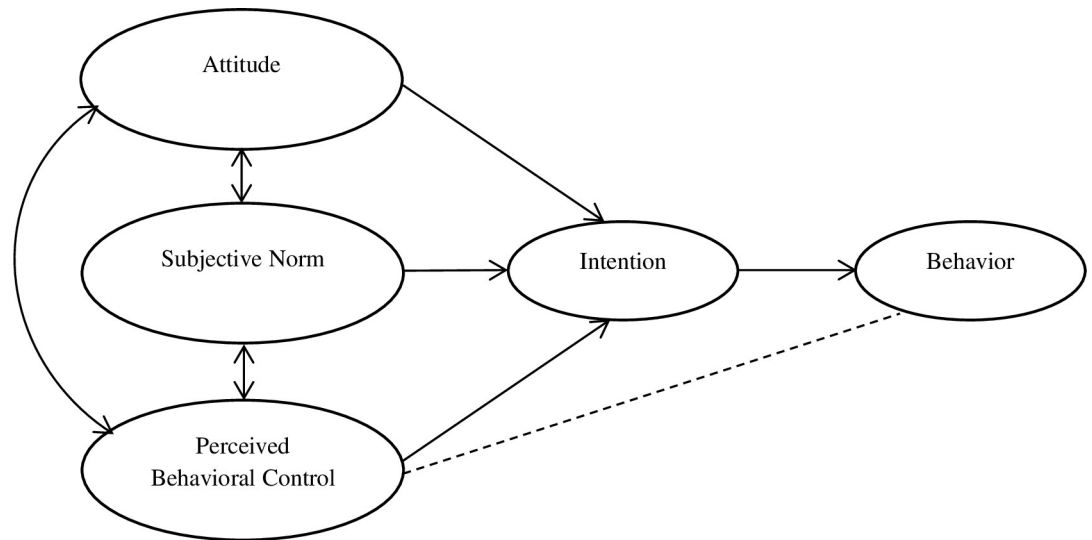 Attitude
Subjective Norm
Intention
Behavior
Perceived
Behavioral Control